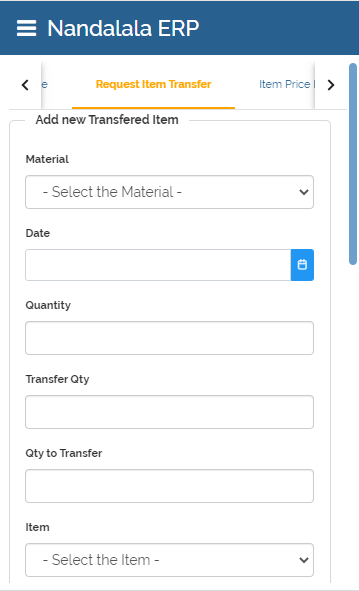 Nandalala ERP
e Request Item Transfer Item Price
Add new Transfered Item
Material
- Select the Material -
Date
Quantity
Transfer Qty
Qty to Transfer
Item
- Select the Item -